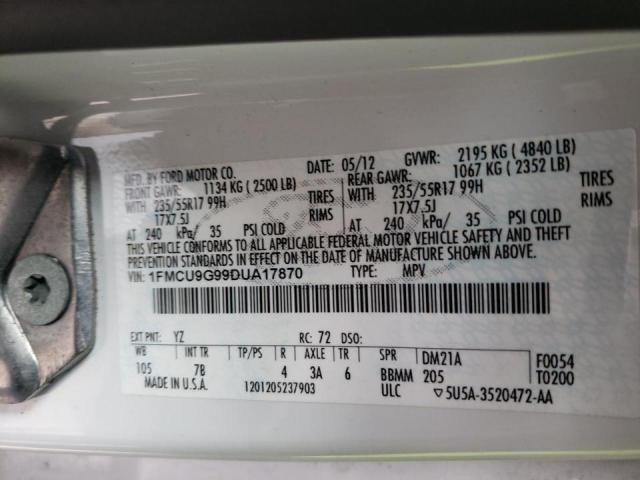 MFD. BY FORD MOTOR CO.
DATE: 05/12 GVWR: 2195 KG ( 4840 LB)
FRONT GAWR: 1134 KG ( 2500 LB) REAR GAWR: 1067 KG ( 2352 LB)
WITH 235/55R17 99H TIRES WITH 235/55R17 99H TIRES
17X7.5J RIMS 17X7.5J RIMS
AT 240 kPa/ 35 PSI COLD AT 240 kPa/ 35 PSI COLD
THIS VEHICLE CONFORMS TO ALL APPLICABLE FEDERAL MOTOR VEHICLE SAFETY AND THEFT
PREVENTION STANDARDS IN EFFECT ON THE DATE OF MANUFACTURE SHOWN ABOVE.
VIN: 1FMCU9G99DUA17870 TYPE: MPV
EXT PNT: YZ RC: 72 DSO:
WB INT TR TP/PS R AXLE TR SPR DM21A F0054
105 7B 4 3A 6 BBMM 205 T0200
MADE IN U.S.A. 1201205237903 ULC ▽5U5A-3520472-AA